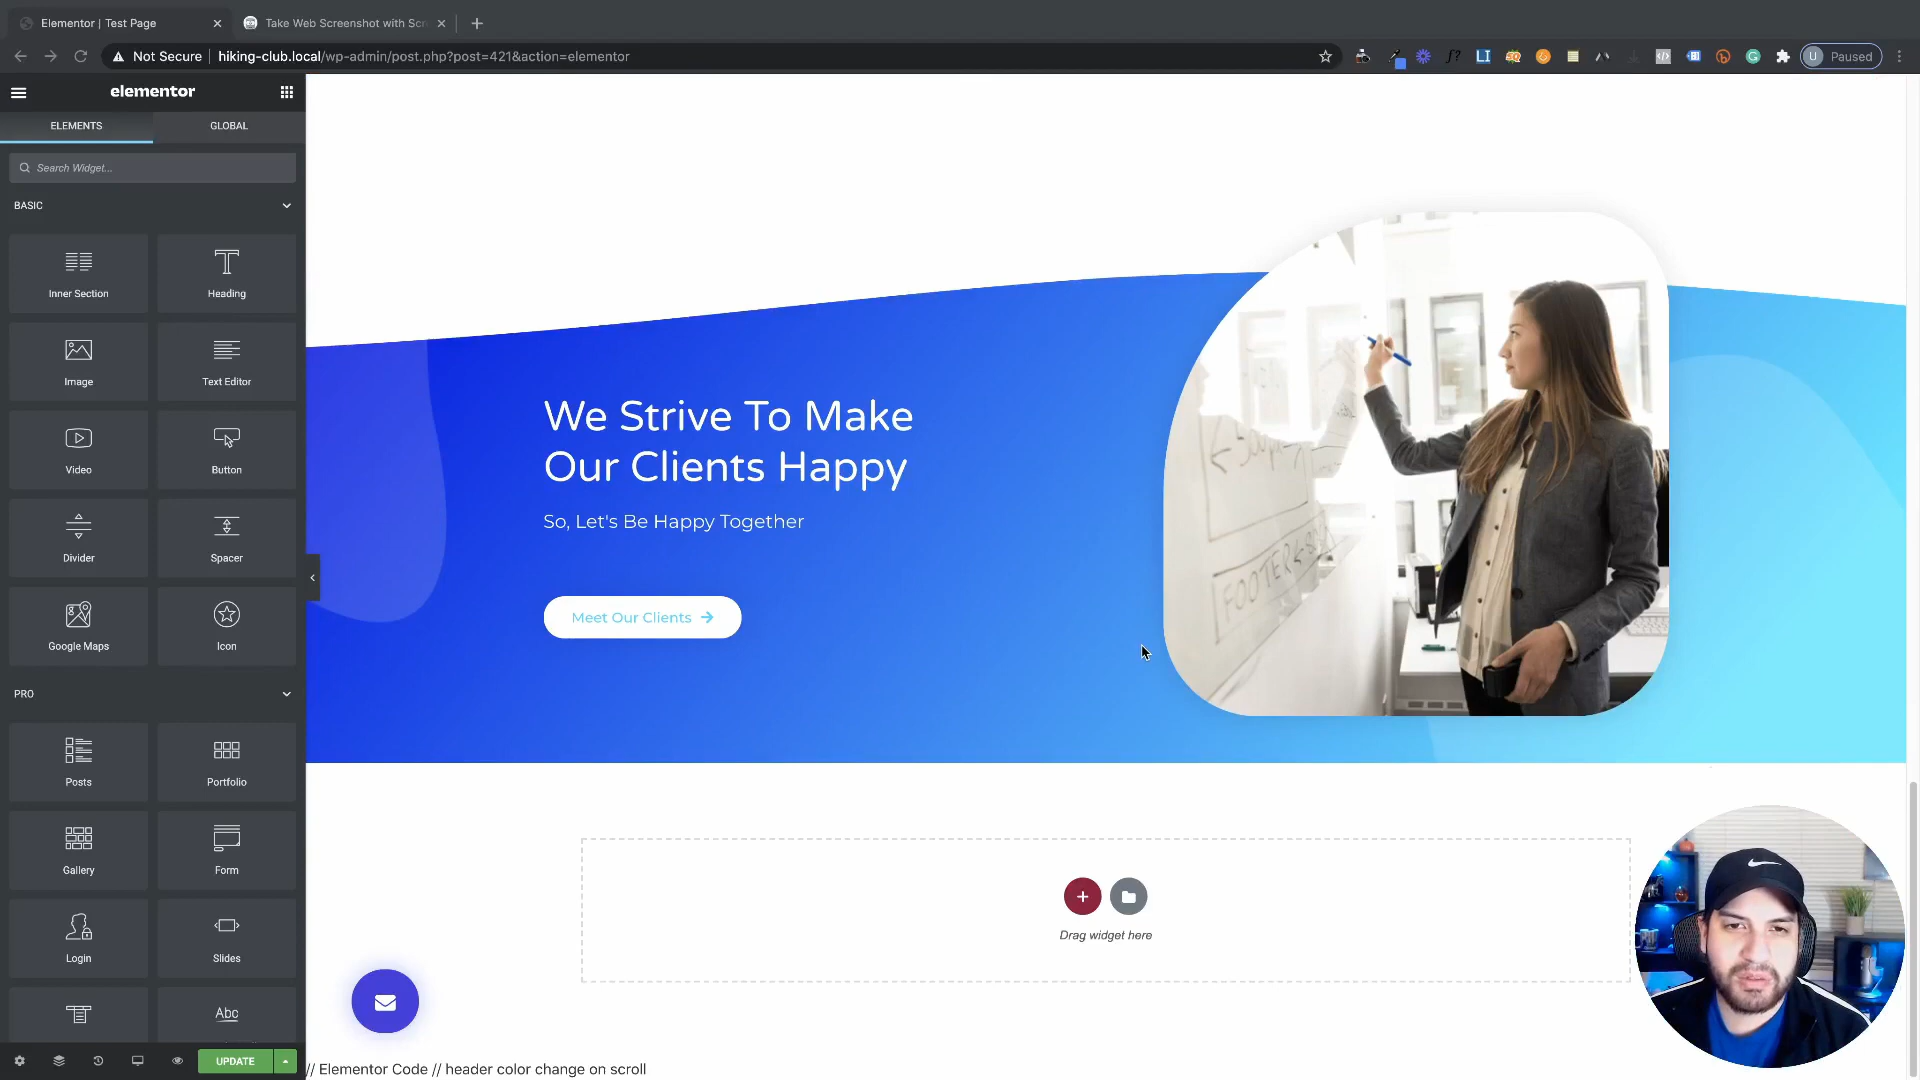 Elementor | Test Page
Take Web Screenshot with Scr
Not Secure
hiking-club.local/wp-admin/post.php?post=421&action=elementor
U Paused
elementor
ELEMENTS
GLOBAL
Search Widget...
BASIC
Inner Section
Heading
Image
Text Editor
Video
Button
Divider
Spacer
Google Maps
Icon
PRO
Posts
Portfolio
Gallery
Form
Login
Slides
Abc
UPDATE
We Strive To Make
Our Clients Happy
So, Let's Be Happy Together
Meet Our Clients
FOOTER
Drag widget here
// Elementor Code // header color change on scroll